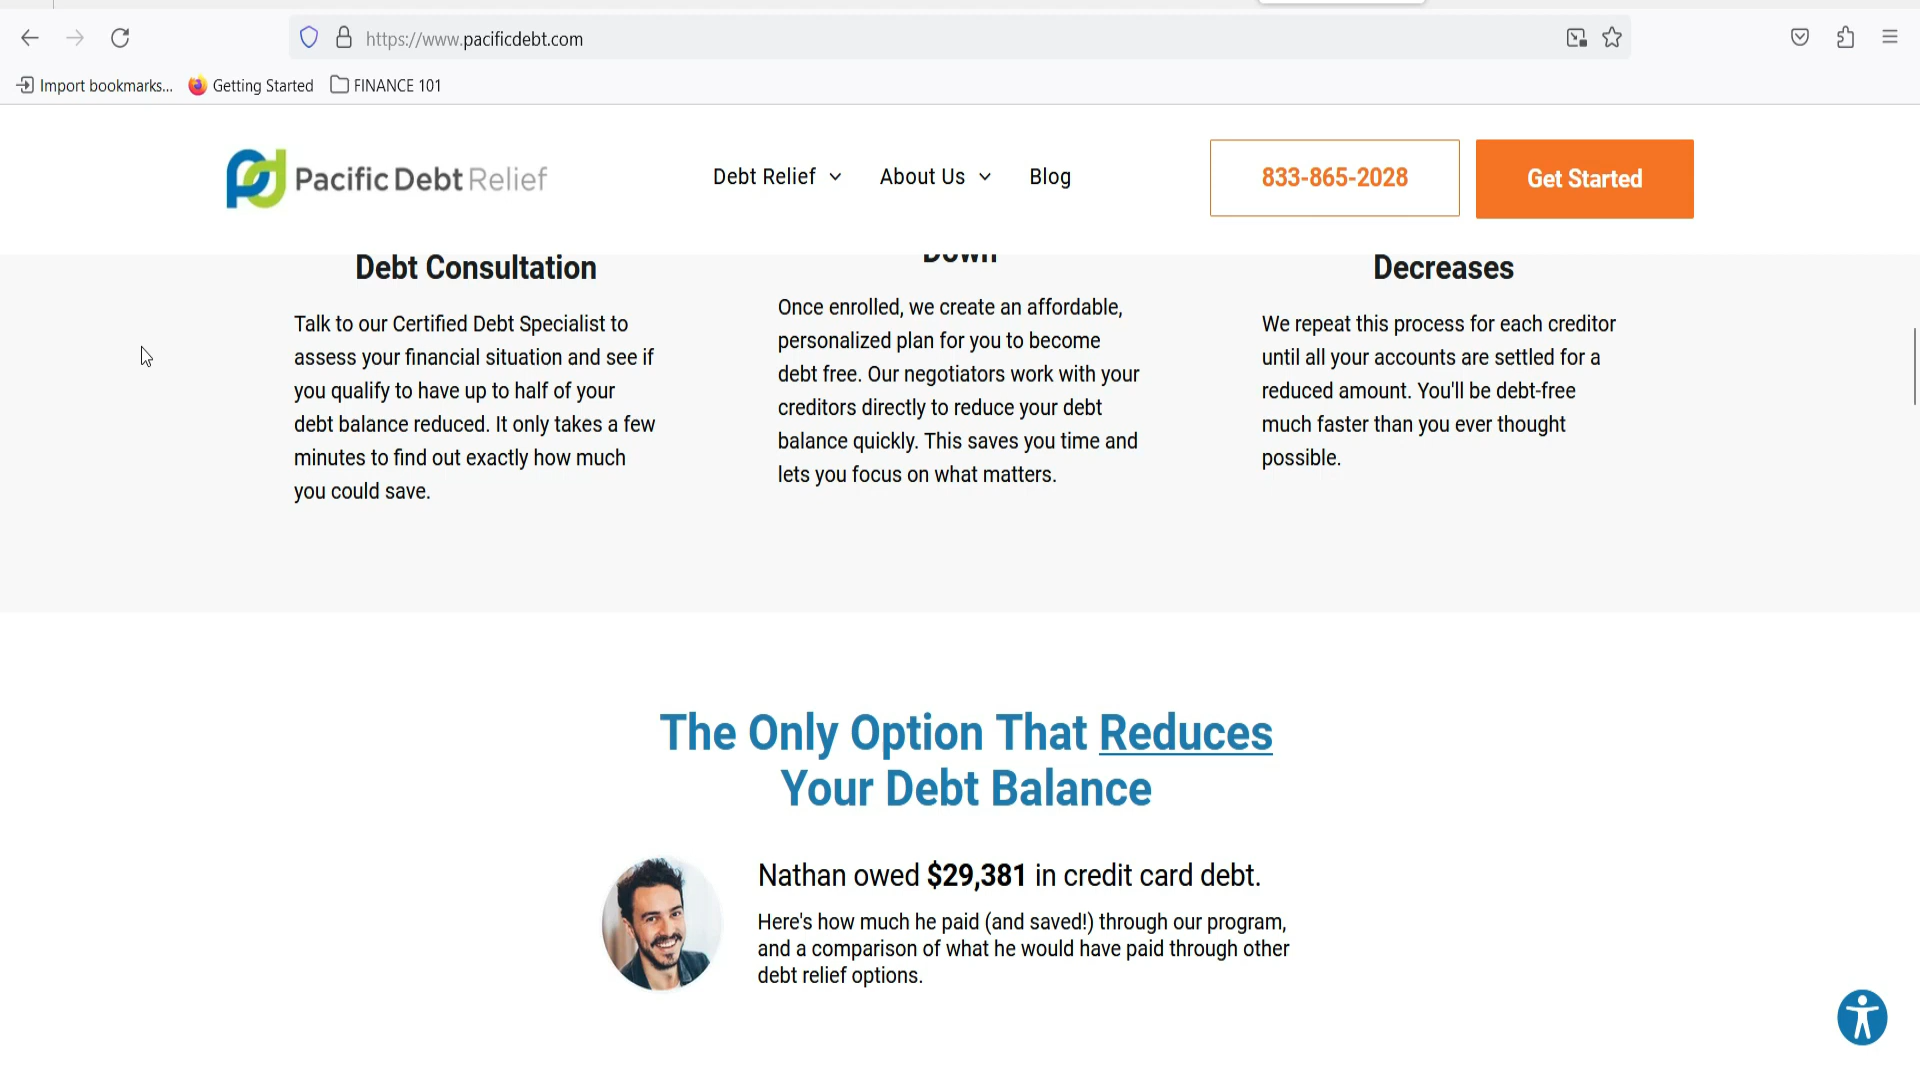 https://www.pacificdebt.com
Import bookmarks...
Getting Started
FINANCE 101
Pacific Debt Relief
Debt Relief
About Us
Blog
833-865-2028
Get Started
Debt Consultation
Talk to our Certified Debt Specialist to
assess your financial situation and see if
you qualify to have up to half of your
debt balance reduced. It only takes a few
minutes to find out exactly how much
you could save.
Down
Once enrolled, we create an affordable,
personalized plan for you to become
debt free. Our negotiators work with your
creditors directly to reduce your debt
balance quickly. This saves you time and
lets you focus on what matters.
Decreases
We repeat this process for each creditor
until all your accounts are settled for a
reduced amount. You'll be debt-free
much faster than you ever thought
possible.
The Only Option That Reduces
Your Debt Balance
Nathan owed $29,381 in credit card debt.
Here's how much he paid (and saved!) through our program,
and a comparison of what he would have paid through other
debt relief options.